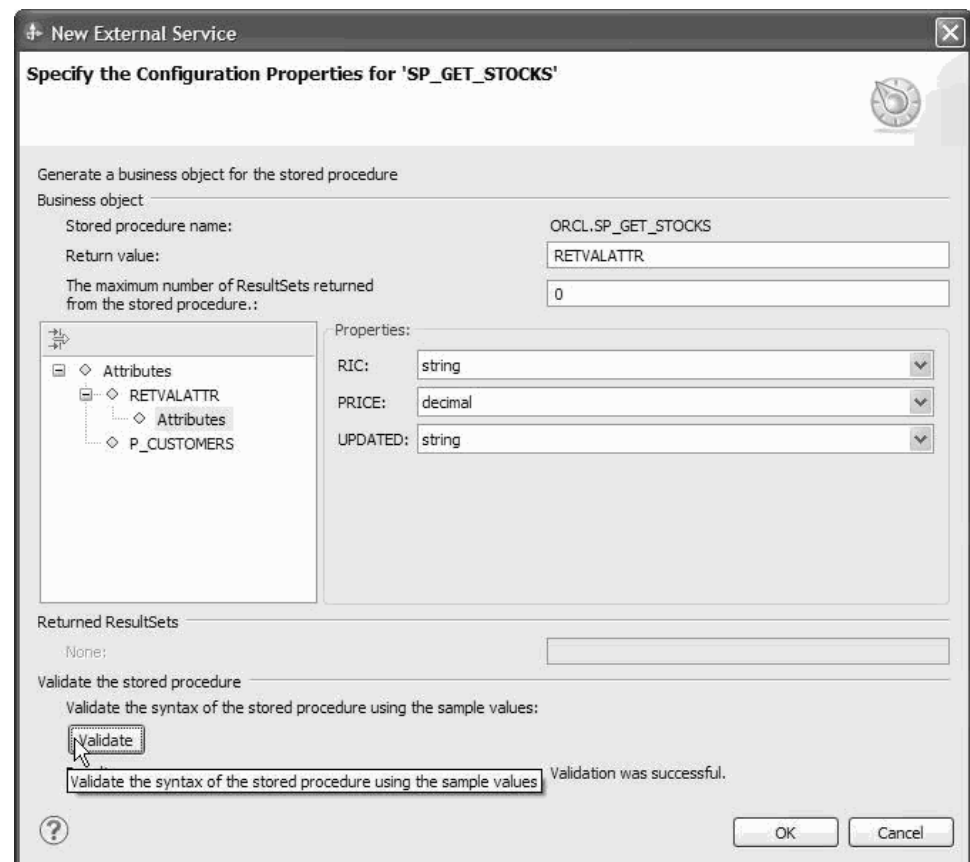 New External Service
Specify the Configuration Properties for 'SP_GET_STOCKS'
Generate a business object for the stored procedure
Business object
Stored procedure name: ORCL.SP_GET_STOCKS
Return value: RETVALATTR
The maximum number of ResultSets returned
from the stored procedure.: 0
Properties:
Attributes
RETVALATTR
Attributes
P_CUSTOMERS
RIC: string
PRICE: decimal
UPDATED: string
Returned ResultSets
None:
Validate the stored procedure
Validate the syntax of the stored procedure using the sample values:
Validate
Validation was successful.
Validate the syntax of the stored procedure using the sample values
OK Cancel